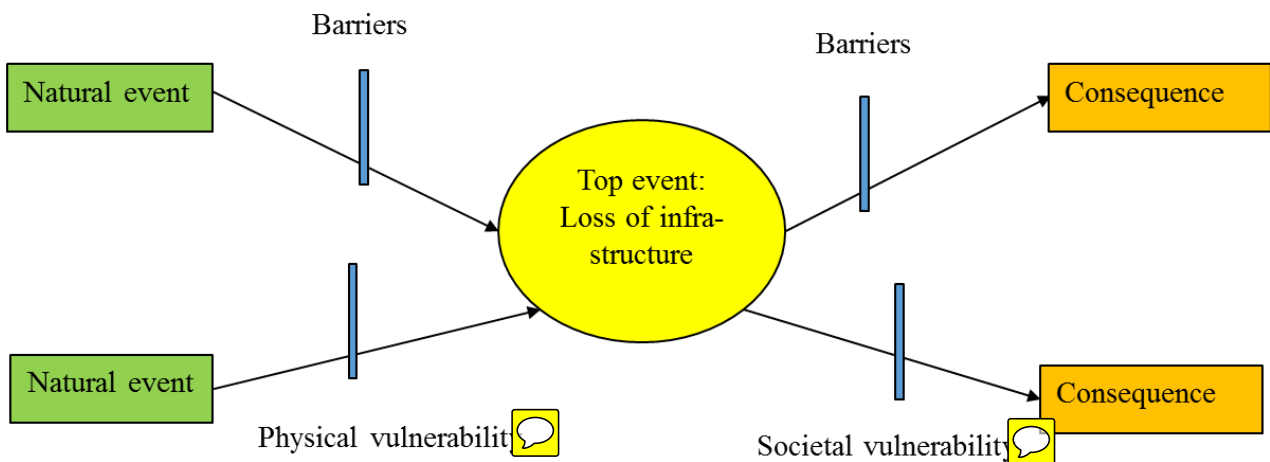 Barriers
Barriers
Natural event
Consequence
Top event:
Loss of infra-
structure
Natural event
Consequence
Physical vulnerability
Societal vulnerability